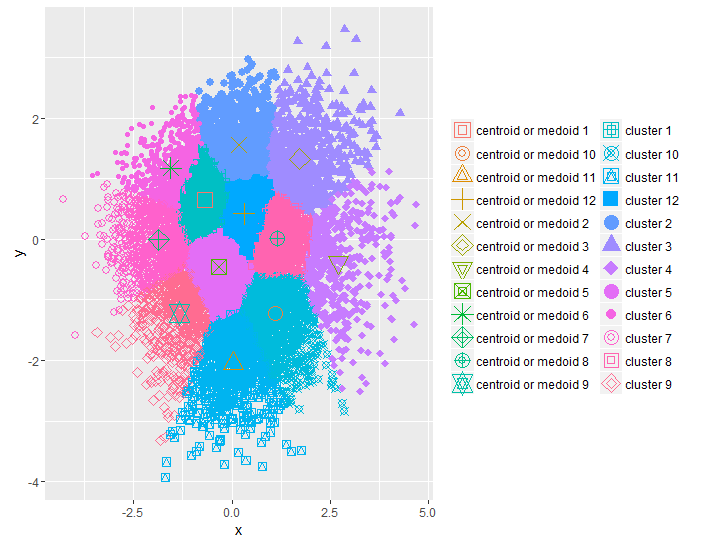 2
0
-2
-4
y
-2.5
0.0
2.5
5.0
x
centroid or medoid 1
centroid or medoid 10
centroid or medoid 11
centroid or medoid 12
centroid or medoid 2
centroid or medoid 3
centroid or medoid 4
centroid or medoid 5
centroid or medoid 6
centroid or medoid 7
centroid or medoid 8
centroid or medoid 9
cluster 1
cluster 10
cluster 11
cluster 12
cluster 2
cluster 3
cluster 4
cluster 5
cluster 6
cluster 7
cluster 8
cluster 9